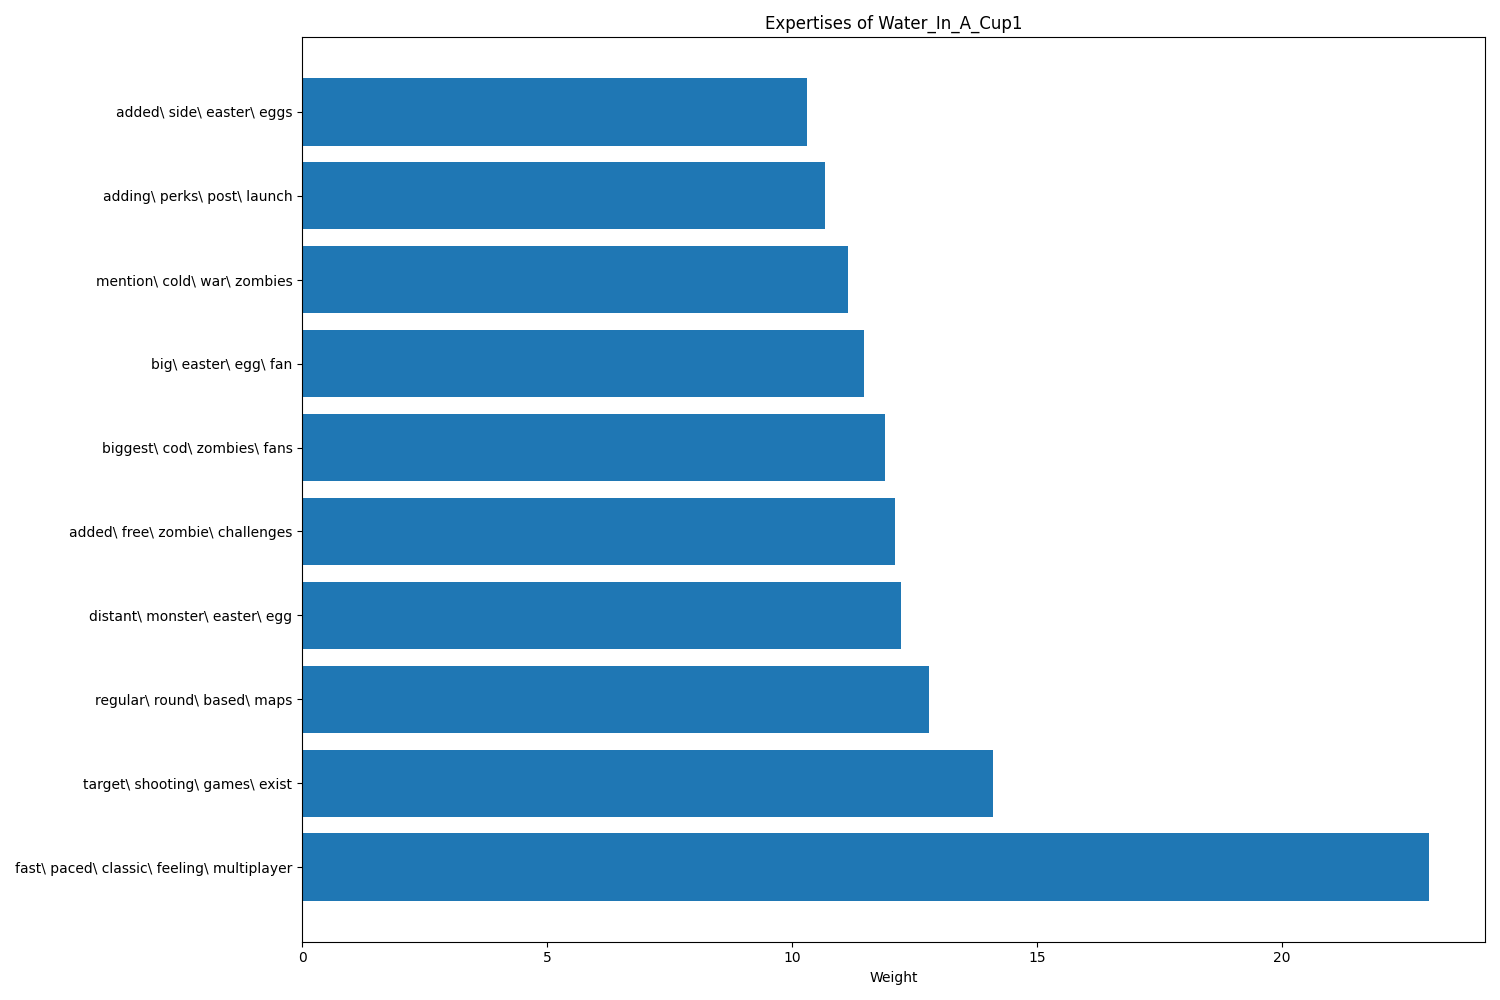 Expertises of Water_In_A_Cup1
added\ side\ easter\ eggs
adding\ perks\ post\ launch
mention\ cold\ war\ zombies
big\ easter\ egg\ fan
biggest\ cod\ zombies\ fans
added\ free\ zombie\ challenges
distant\ monster\ easter\ egg
regular\ round\ based\ maps
target\ shooting\ games\ exist
fast\ paced\ classic\ feeling\ multiplayer
0 5 10 15 20
Weight